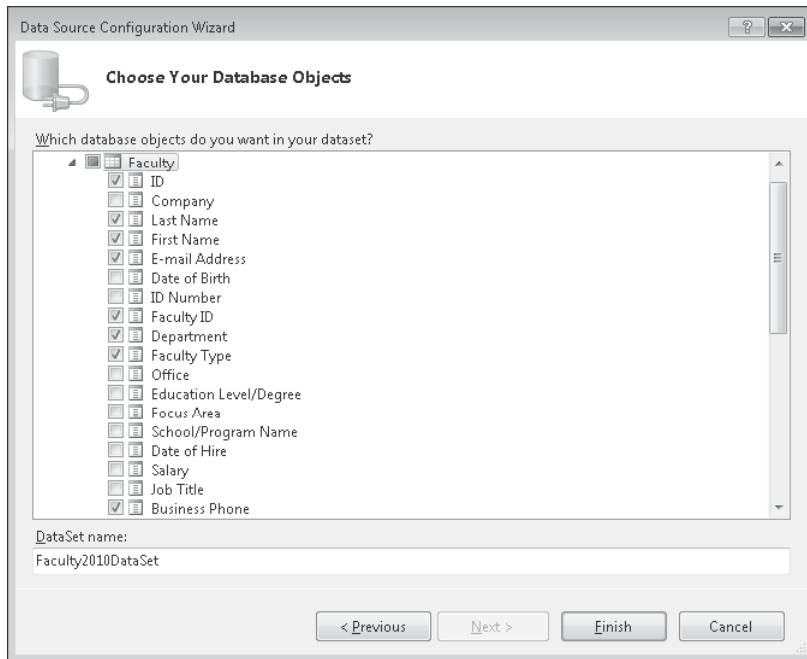 Data Source Configuration Wizard
Choose Your Database Objects
Which database objects do you want in your dataset?
Faculty
ID
Company
Last Name
First Name
E-mail Address
Date of Birth
ID Number
Faculty ID
Department
Faculty Type
Office
Education Level/Degree
Focus Area
School/Program Name
Date of Hire
Salary
Job Title
Business Phone
DataSet name:
Faculty2010DataSet
< Previous
Next >
Finish
Cancel